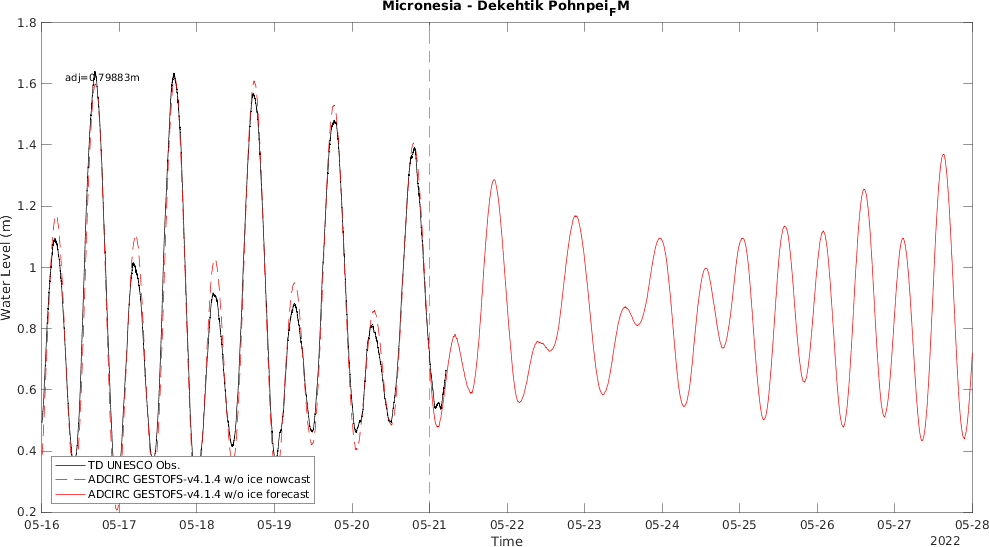 Micronesia - Dekehtik Pohnpei_FM
1.8
1.6
1.4
1.2
1
0.8
0.6
0.4
0.2
Water Level (m)
adj=0.79883m
TD UNESCO Obs.
ADCIRC GESTOFS-v4.1.4 w/o ice nowcast
ADCIRC GESTOFS-v4.1.4 w/o ice forecast
05-16 05-17 05-18 05-19 05-20 05-21 05-22 05-23 05-24 05-25 05-26 05-27 05-28
Time
2022